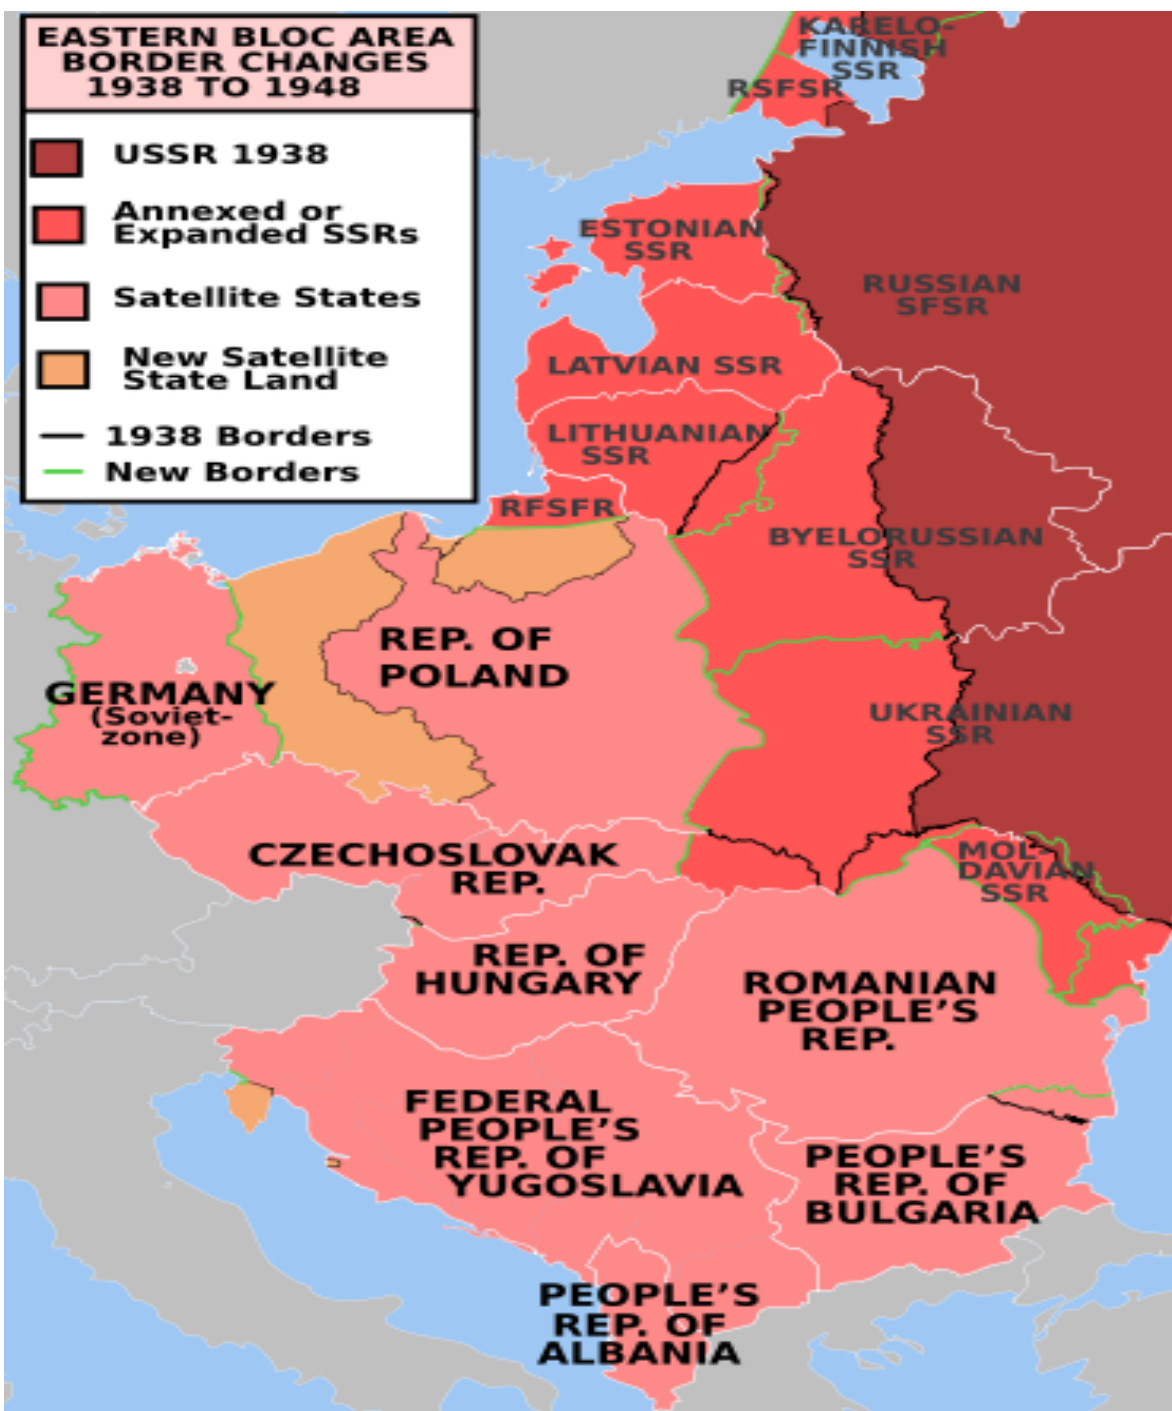 EASTERN BLOC AREA
BORDER CHANGES
1938 TO 1948
USSR 1938
Annexed or
Expanded SSRs
Satellite States
New Satellite
State Land
1938 Borders
New Borders
KARELO-
FINNISH
SSR
RSFSR
ESTONIAN
SSR
RUSSIAN
SFSR
LATVIAN SSR
LITHUANIAN
SSR
RFSFR
BYELORUSSIAN
SSR
REP. OF
POLAND
GERMANY
(Soviet-
zone)
UKRAINIAN
SSR
CZECHOSLOVAK
REP.
MOL-
DAVIAN
SSR
REP. OF
HUNGARY
ROMANIAN
PEOPLE'S
REP.
FEDERAL
PEOPLE'S
REP. OF
YUGOSLAVIA
PEOPLE'S
REP. OF
BULGARIA
PEOPLE'S
REP. OF
ALBANIA